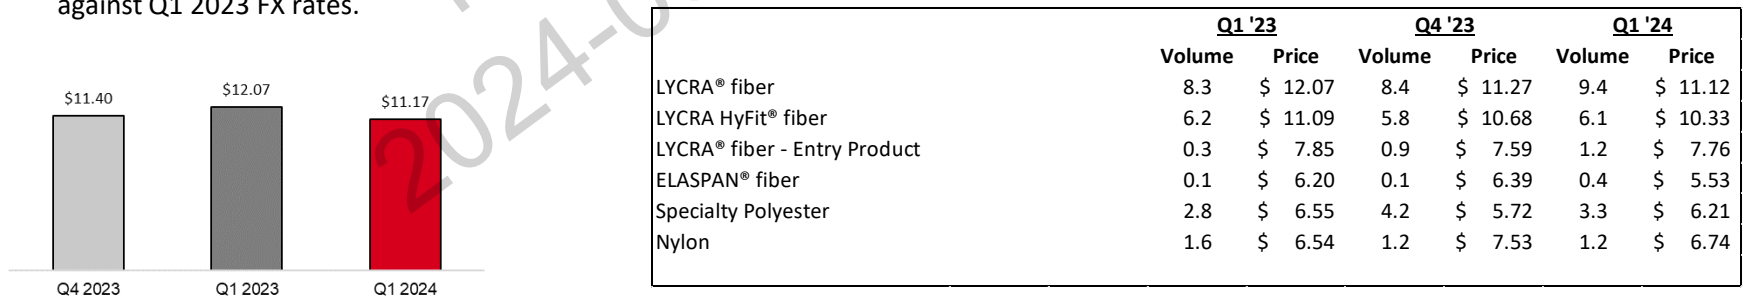 against Q1 2023 FX rates.
$11.40
$12.07
$11.17
Q4 2023
Q1 2023
Q1 2024
2024-0
Q1 '23 Q4 '23 Q1 '24
Volume Price Volume Price Volume Price
LYCRA® fiber 8.3 $ 12.07 8.4 $ 11.27 9.4 $ 11.12
LYCRA HyFit® fiber 6.2 $ 11.09 5.8 $ 10.68 6.1 $ 10.33
LYCRA® fiber - Entry Product 0.3 $ 7.85 0.9 $ 7.59 1.2 $ 7.76
ELASPAN® fiber 0.1 $ 6.20 0.1 $ 6.39 0.4 $ 5.53
Specialty Polyester 2.8 $ 6.55 4.2 $ 5.72 3.3 $ 6.21
Nylon 1.6 $ 6.54 1.2 $ 7.53 1.2 $ 6.74